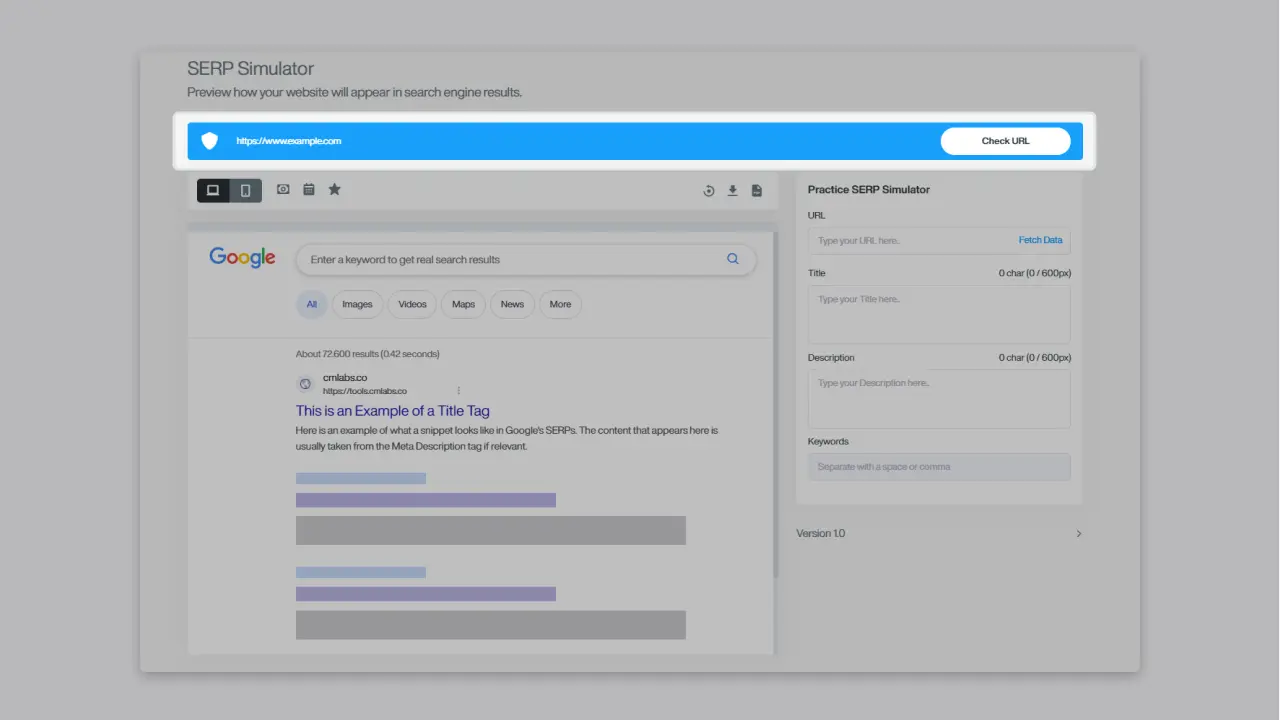 SERP Simulator
Preview how your website will appear in search engine results.
https://www.example.com
Check URL
Google
Enter a keyword to get real search results
All
Images
Videos
Maps
News
More
About 72.600 results (0.42 seconds)
cmlabs.co
https://tools.cmlabs.co
This is an Example of a Title Tag
Here is an example of what a snippet looks like in Google's SERPs. The content that appears here is
usually taken from the Meta Description tag if relevant.
Practice SERP Simulator
URL
Type your URL here..
Fetch Data
Title
0 char (0 / 600px)
Type your Title here..
Description
0 char (0 / 600px)
Type your Description here..
Keywords
Separate with a space or comma
Version 1.0